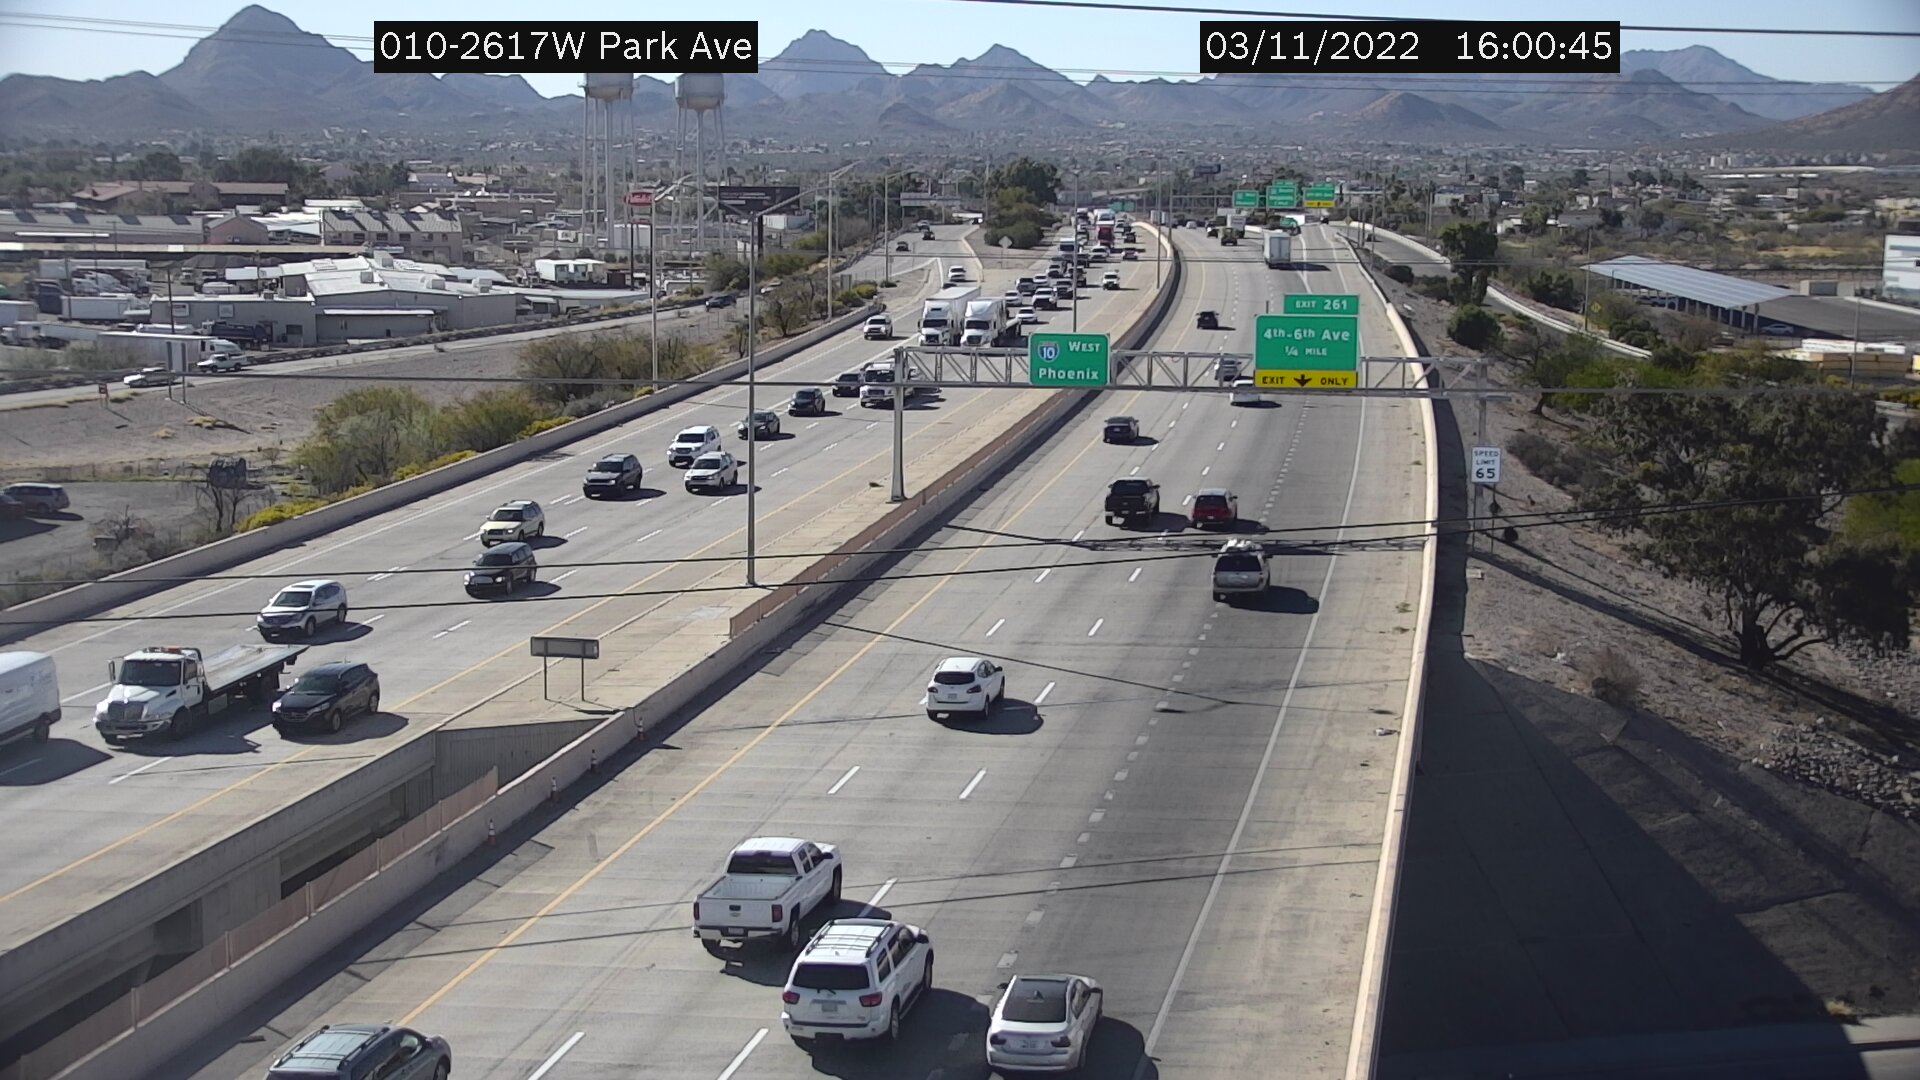 010-2617W Park Ave
03/11/2022 16:00:45
EXIT 261
4th-6th Ave
1/4 MILE
EXIT ONLY
10 WEST
Phoenix
SPEED
LIMIT
65